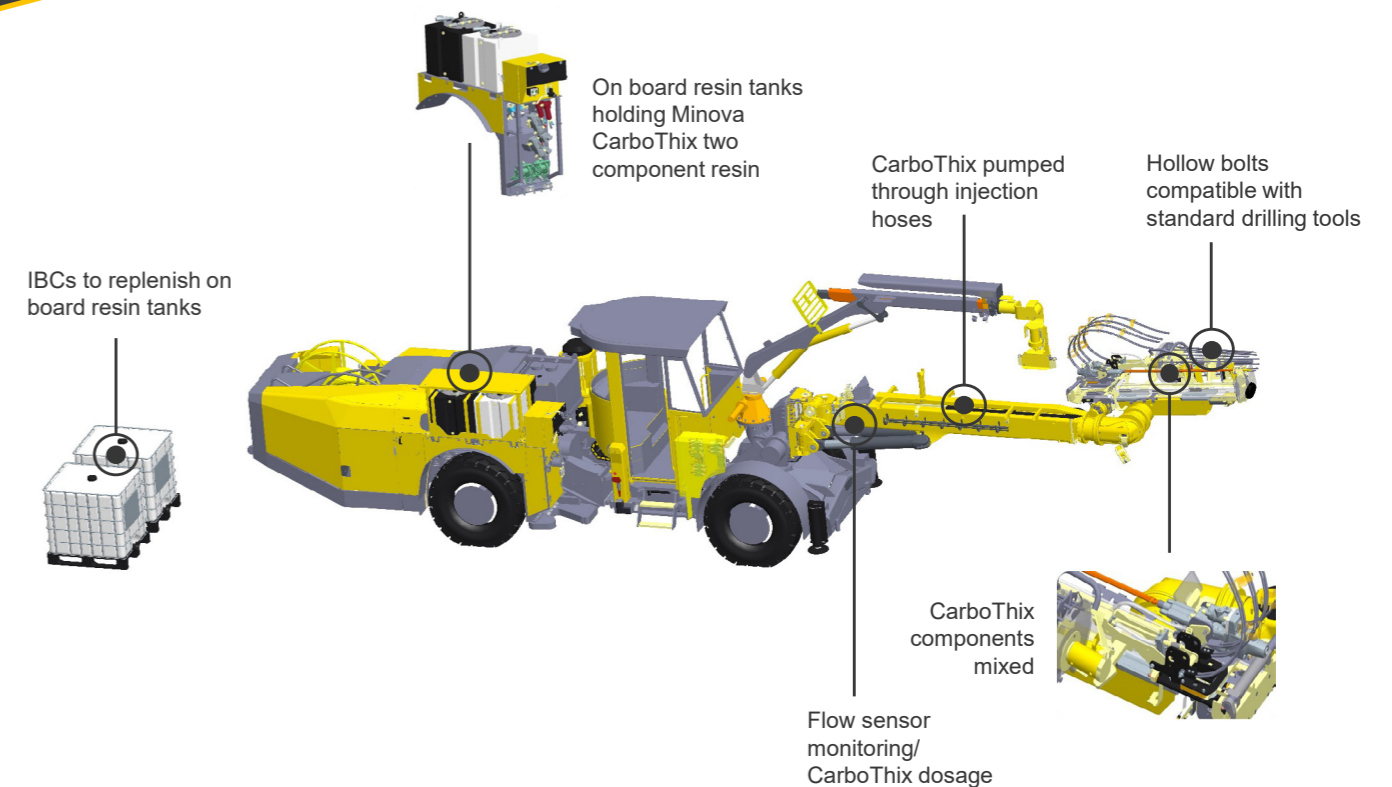 On board resin tanks
holding Minova
CarboThix two
component resin
CarboThix pumped
through injection
hoses
Hollow bolts
compatible with
standard drilling tools
IBCs to replenish on
board resin tanks
CarboThix
components
mixed
Flow sensor
monitoring/
CarboThix dosage